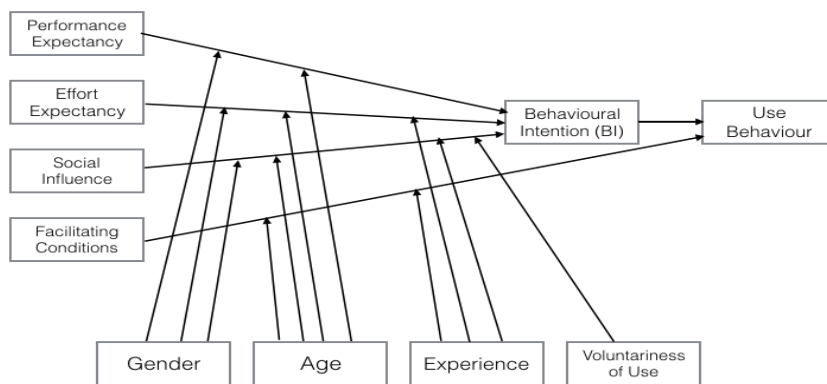 Performance
Expectancy
Effort
Expectancy
Social
Influence
Facilitating
Conditions
Behavioural
Intention (BI)
Use
Behaviour
Gender
Age
Experience
Voluntariness
of Use